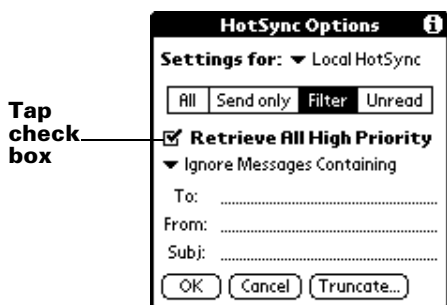 HotSync Options
Settings for: Local HotSync
All Send only Filter Unread
Tap check box
Retrieve All High Priority
Ignore Messages Containing
To:
From:
Subj:
OK Cancel Truncate...